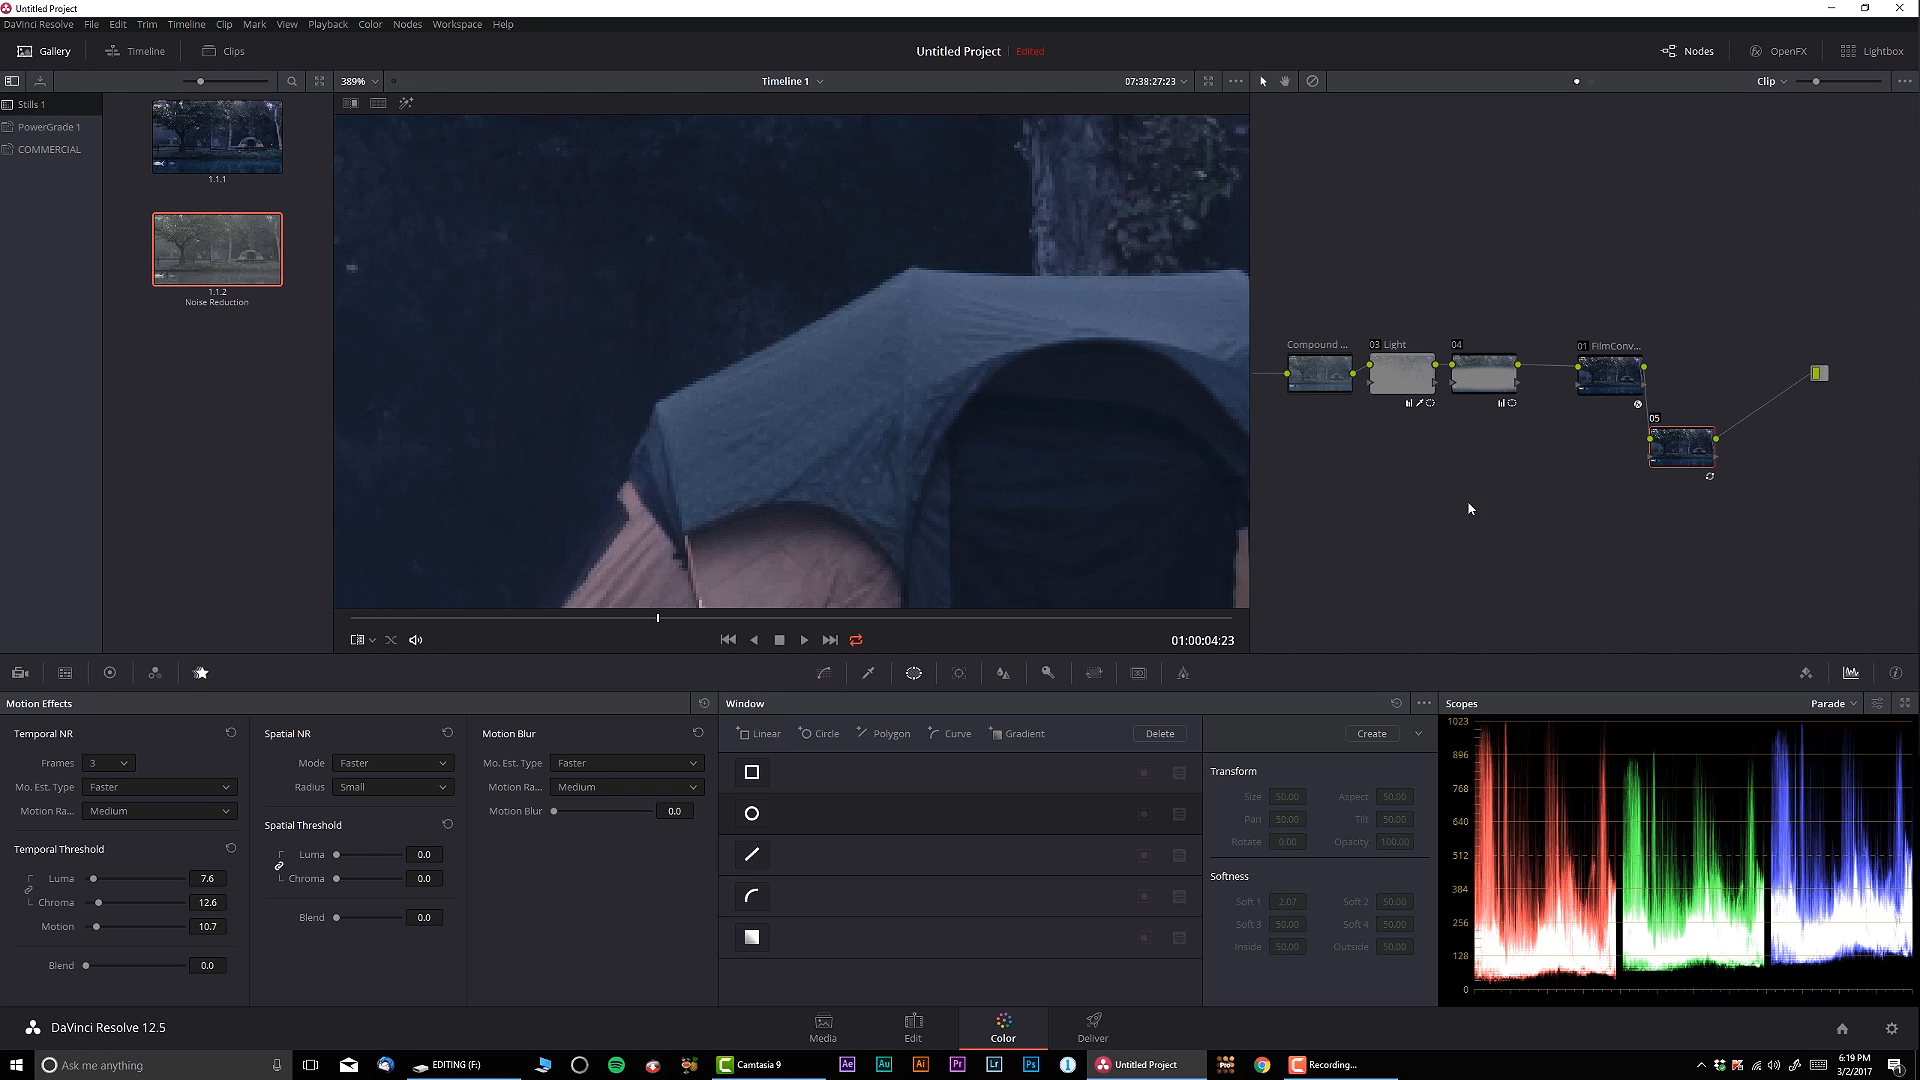 Untitled Project
DaVinci Resolve File Edit Trim Timeline Clip Mark View Playback Color Nodes Workspace Help
Gallery Timeline Clips Untitled Project Edited Nodes OpenFX Lightbox
389% Timeline 1 07:38:27:23 Clip
Stills 1
PowerGrade 1
COMMERCIAL
1.1.1
1.1.2
Noise Reduction
Compound ... 03 Light 04 01 FilmConv...
05
01:00:04:23
Motion Effects Window Scopes Parade
Temporal NR Spatial NR Motion Blur Linear Circle Polygon Curve Gradient Delete Create
Frames 3 Mode Faster Mo. Est. Type Faster
Mo. Est. Type Faster Radius Small Motion Ra... Medium
Motion Ra... Medium Motion Blur 0.0
Spatial Threshold
Temporal Threshold
Luma 0.0
Luma 7.6 Chroma 0.0
Chroma 12.6
Blend 0.0
Motion 10.7
Blend 0.0
Transform
Size 50.00 Aspect 50.00
Pan 50.00 Tilt 50.00
Rotate 0.00 Opacity 100.00
Softness
Soft 1 2.07 Soft 2 50.00
Soft 3 50.00 Soft 4 50.00
Inside 50.00 Outside 50.00
1023
896
768
640
512
384
256
128
0
DaVinci Resolve 12.5 Media Edit Color Deliver
Ask me anything EDITING (F:) Camtasia 9 Ae Au Ai Pr Lr Ps Untitled Project Recording... 6:19 PM
3/2/2017